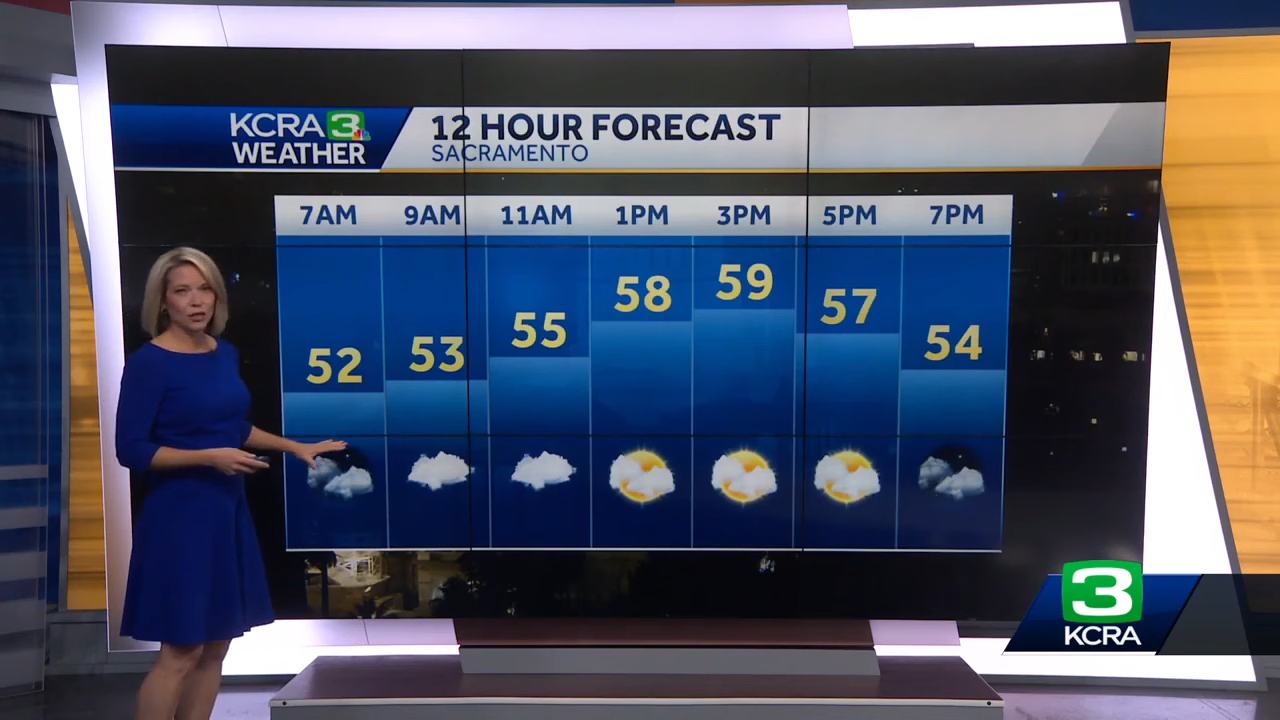 KCRA 3
WEATHER
12 HOUR FORECAST
SACRAMENTO
7AM 9AM 11AM 1PM 3PM 5PM 7PM
52 53 55 58 59 57 54
3
KCRA